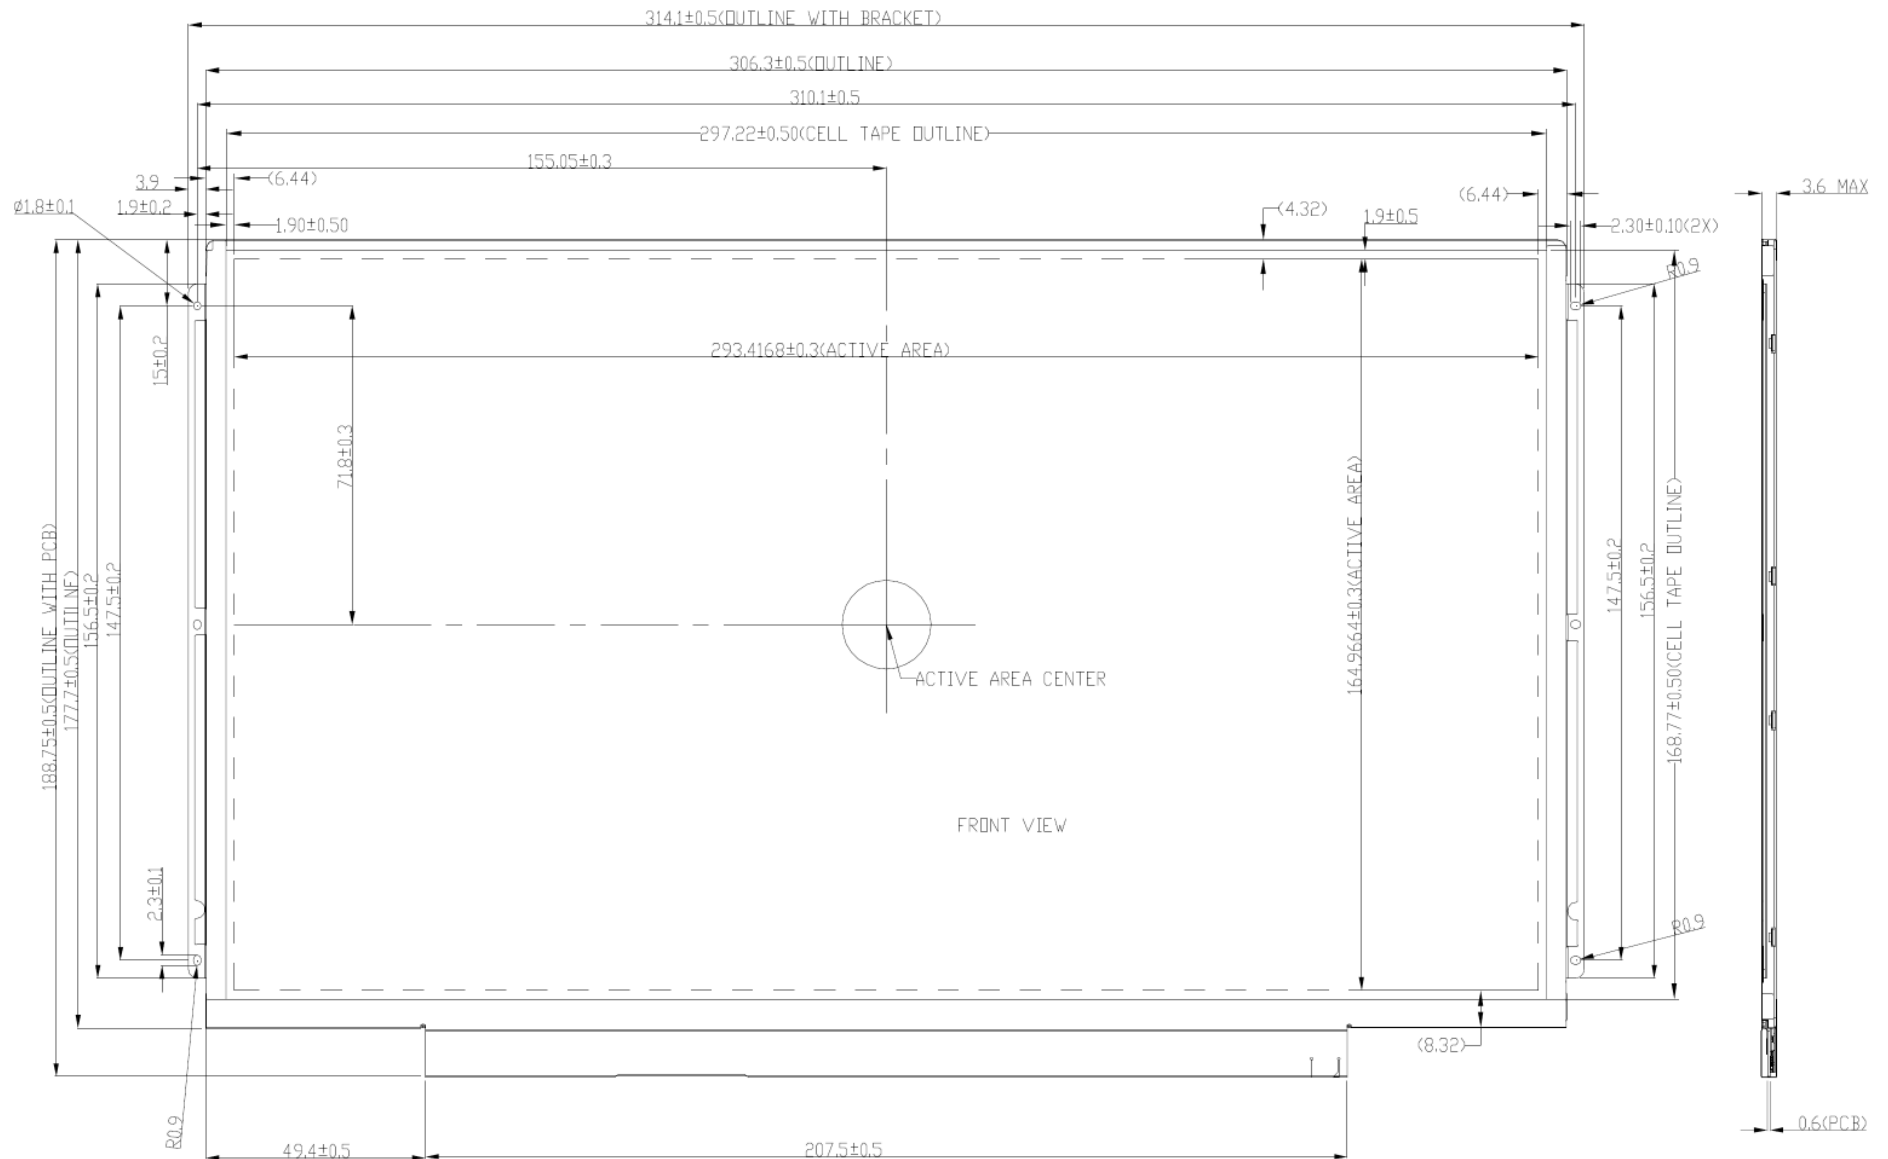 314.1±0.5(OUTLINE WITH BRACKET)
306.3±0.5(OUTLINE)
310.1±0.5
297.22±0.50(CELL TAPE OUTLINE)
155.05±0.3
3.9
(6.44)
(6.44)
3.6 MAX
ø1.8±0.1
1.9±0.2
1.90±0.50
(4.32)
1.9±0.5
2.30±0.10(2X)
R0.9
15±0.2
293.4168±0.3(ACTIVE AREA)
71.8±0.3
188.75±0.5(OUTLINE WITH PCB)
177.7±0.5(OUTILNE)
156.5±0.2
147.5±0.2
164.9664±0.3(ACTIVE AREA)
147.5±0.2
156.5±0.2
168.77±0.50(CELL TAPE OUTLINE)
ACTIVE AREA CENTER
FRONT VIEW
2.3±0.1
R0.9
(8.32)
R0.9
0.6(PCB)
49.4±0.5
207.5±0.5